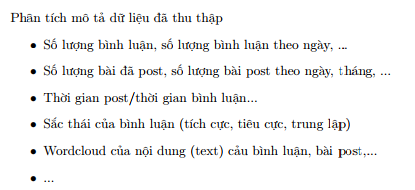 Phân tích mô tả dữ liệu đã thu thập
• Số lượng bình luận, số lượng bình luận theo ngày, ...
• Số lượng bài đã post, số lượng bài post theo ngày, tháng, ...
• Thời gian post/thời gian bình luận...
• Sắc thái của bình luận (tích cực, tiêu cực, trung lập)
• Wordcloud của nội dung (text) cảu bình luận, bài post,...
• ...